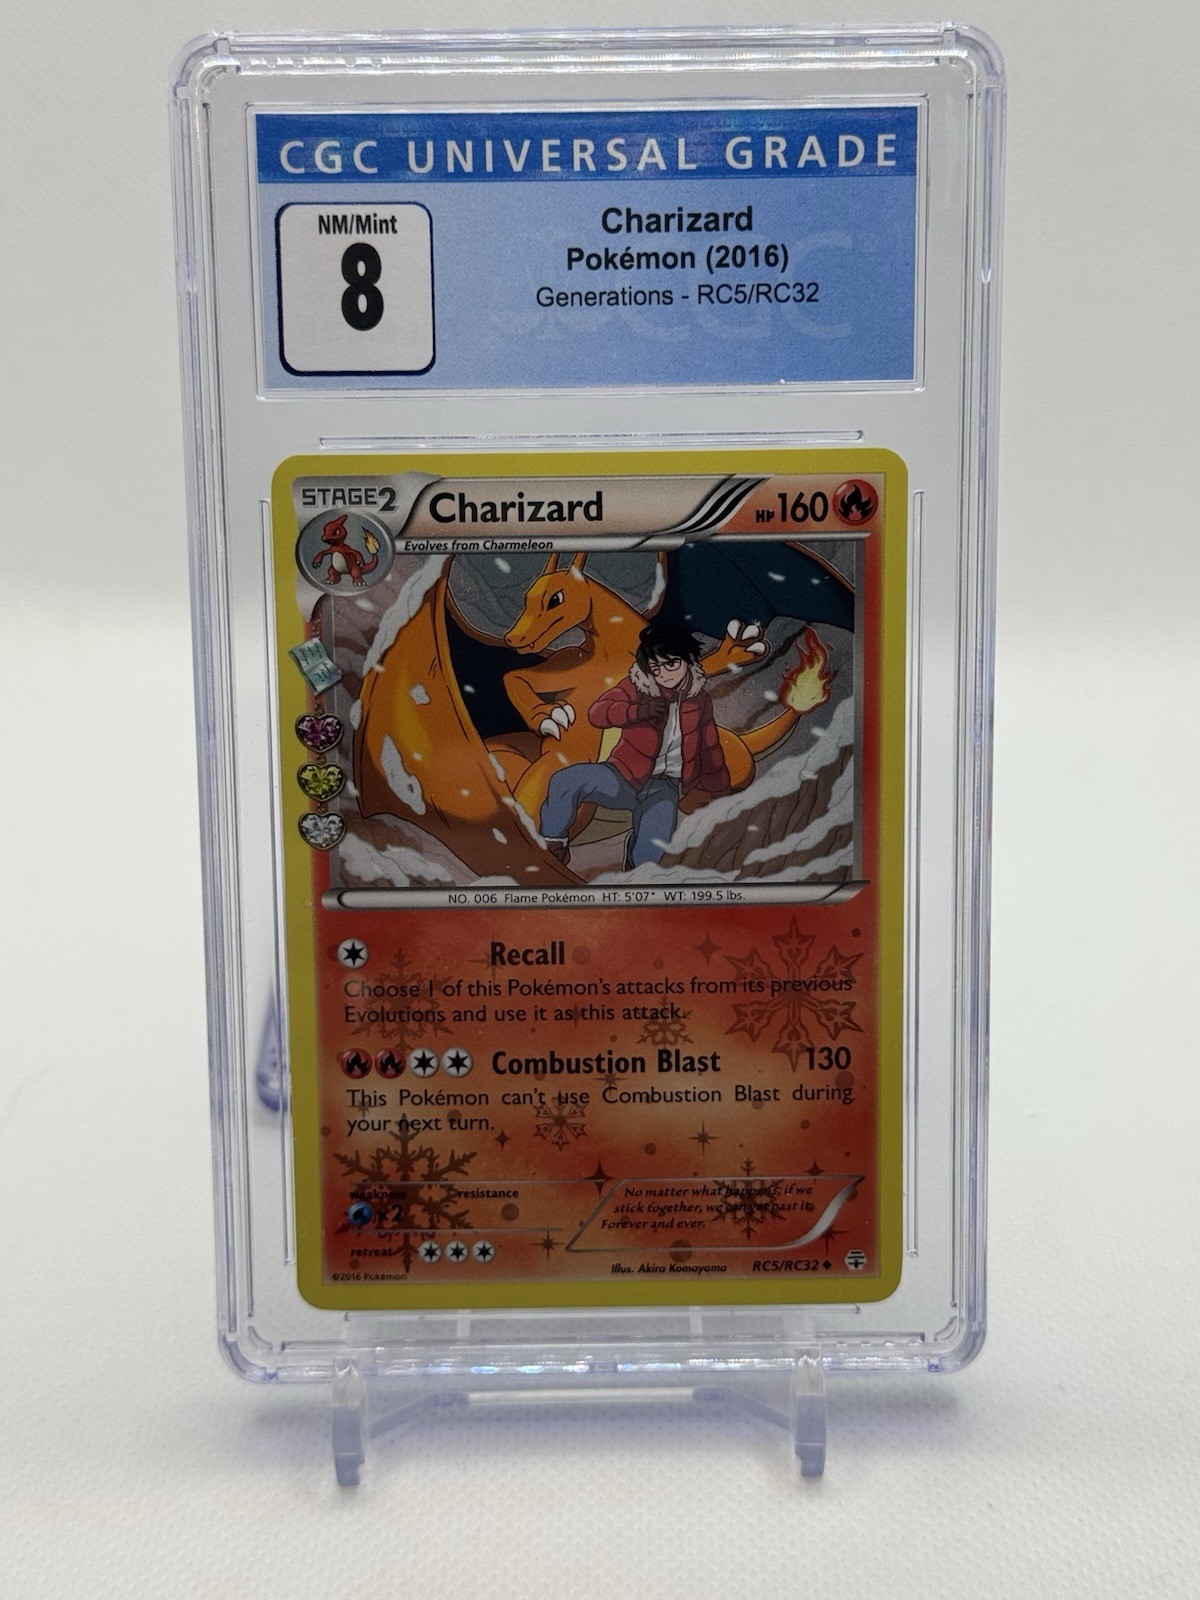 CGC UNIVERSAL GRADE
NM/Mint
8
Charizard
Pokémon (2016)
Generations - RC5/RC32
CGC
STAGE2
Charizard
HP160
Evolves from Charmeleon
NO. 006 Flame Pokémon HT: 5'07" WT: 199.5 lbs.
Recall
Choose 1 of this Pokémon's attacks from its previous
Evolutions and use it as this attack.
Combustion Blast 130
This Pokémon can't use Combustion Blast during
your next turn.
weakness resistance
x2
retreat
No matter what happens, if we
stick together, we can get past it.
Forever and ever.
Illus. Akira Komayama RC5/RC32
©2016 Pokémon